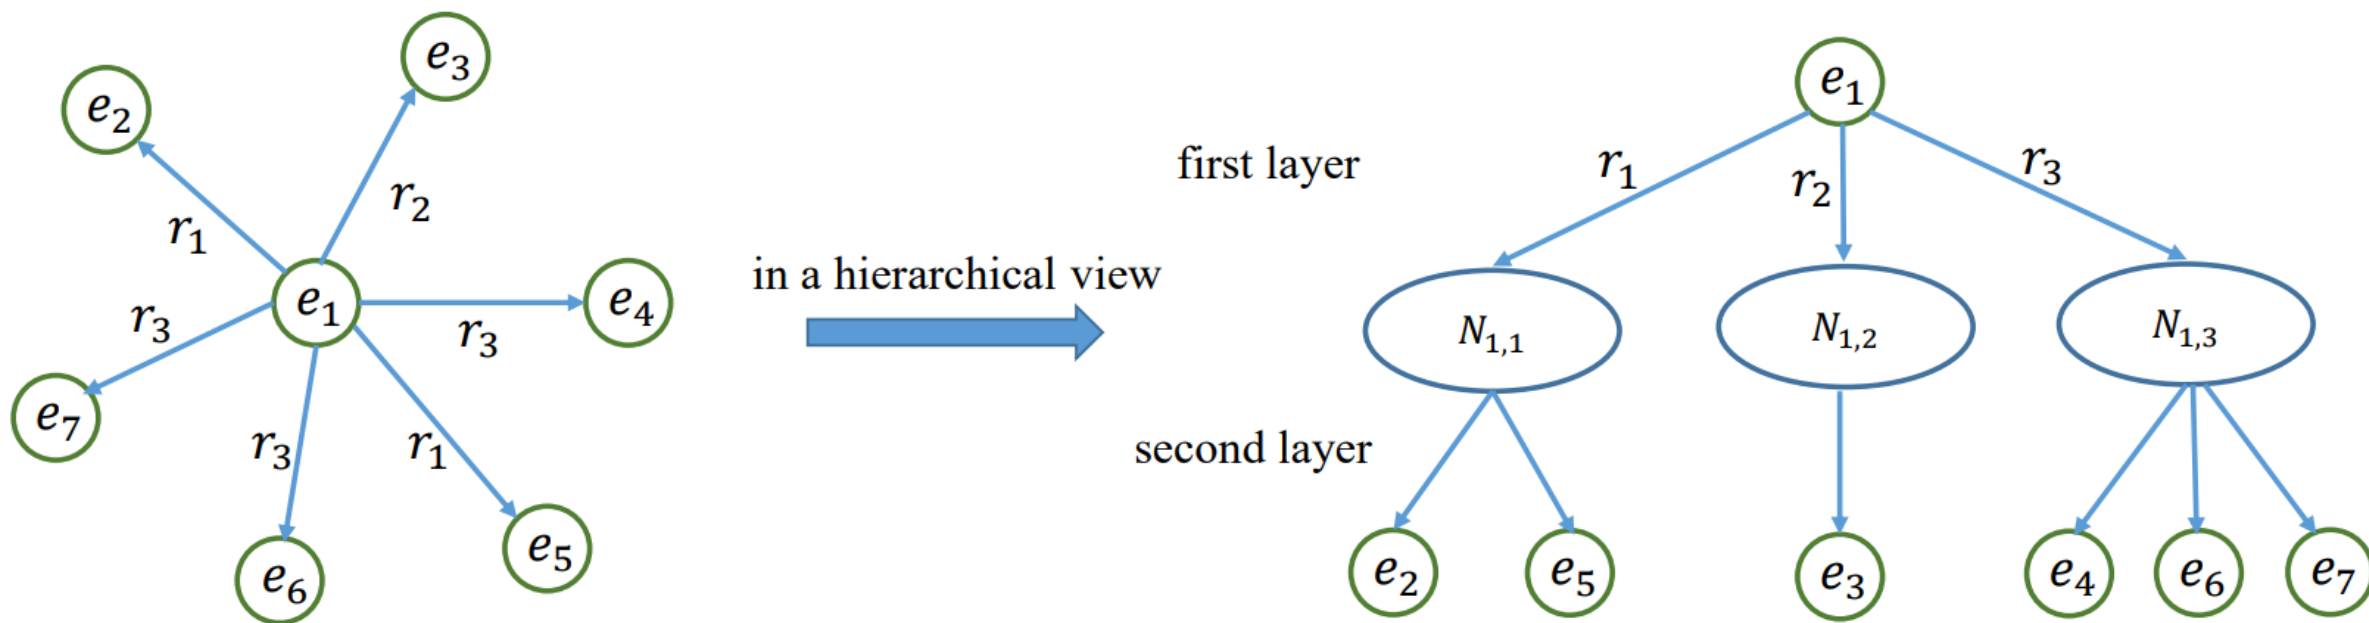 e₃
e₂
r₂
r₁
e₁
e₄
r₃
r₃
e₇
r₃
r₁
e₅
e₆
in a hierarchical view
e₁
first layer
r₁
r₂
r₃
N₁,₁
N₁,₂
N₁,₃
second layer
e₂
e₅
e₃
e₄
e₆
e₇